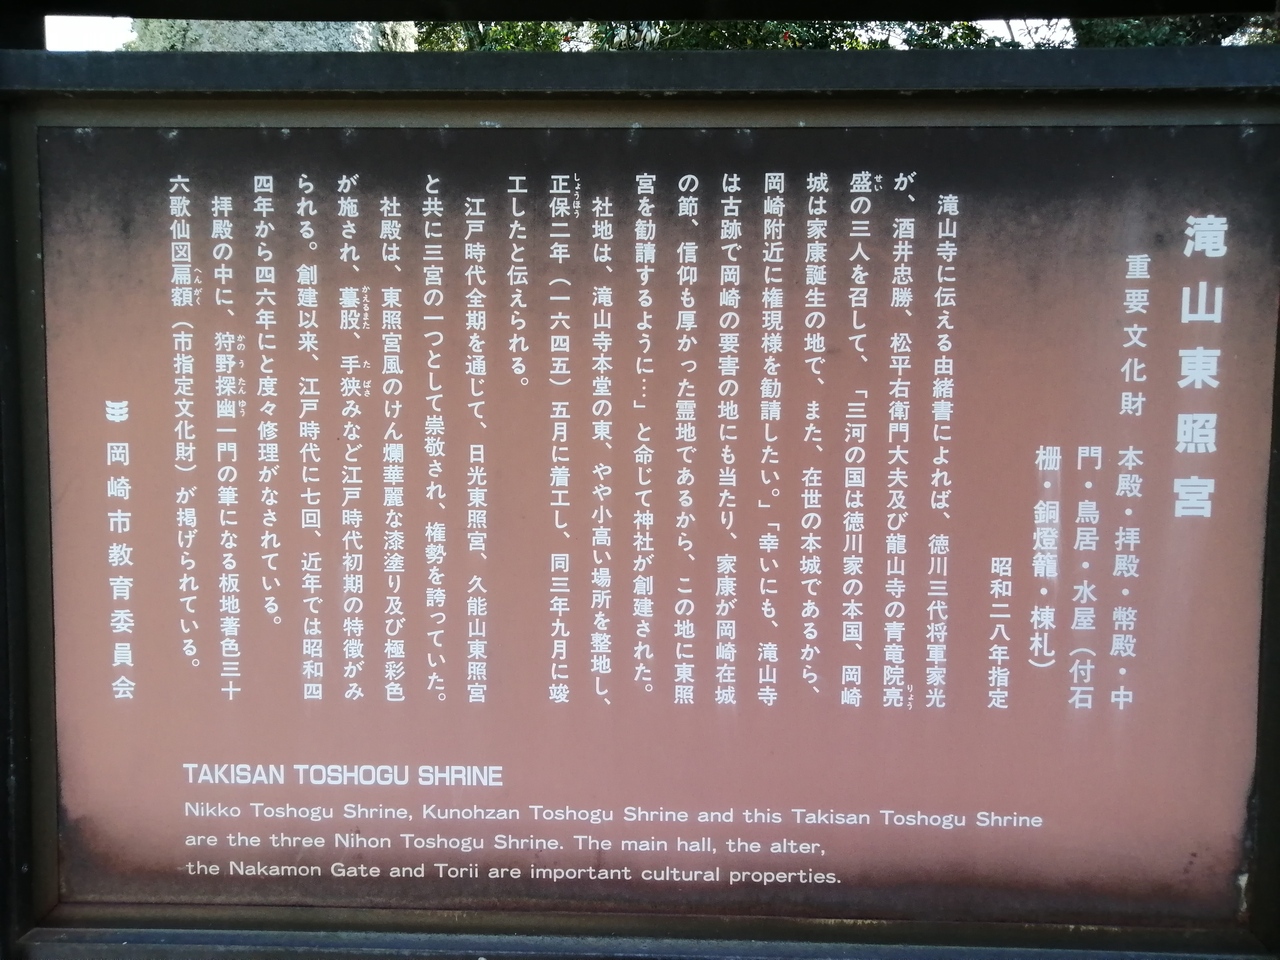 滝山東照宮
重要文化財　本殿・拝殿・幣殿・中
門・鳥居・水屋（付石
柵・銅燈籠・棟札）
昭和二八年指定
滝山寺に伝える由緒書によれば、徳川三代将軍家光
が、酒井忠勝、松平右衛門大夫及び龍山寺の青竜院亮
盛の三人を召して、「三河の国は徳川家の本国、岡崎
城は家康誕生の地で、また、在世の本城であるから、
岡崎附近に権現様を勧請したい。」「幸いにも、滝山寺
は古跡で岡崎の要書の地にも当たり、家康が岡崎在城
の節、信仰も厚かった霊地であるから、この地に東照
宮を勧請するように…」と命じて神社が創建された。
社地は、滝山寺本堂の東、やや小高い場所を整地し、
正保二年（一六四五）五月に着工し、同三年九月に竣
工したと伝えられる。
江戸時代全期を通じて、日光東照宮、久能山東照宮
と共に三宮の一つとして崇敬され、権勢を誇っていた。
社殿は、東照宮風のけん爛華麗な漆塗り及び極彩色
が施され、蟇股、手狭みなど江戸時代初期の特徴がみ
られる。創建以来、江戸時代に七回、近年では昭和四
四年から四六年にと度々修理がなされている。
拝殿の中に、狩野探幽一門の筆になる板地著色三十
六歌仙図扁額（市指定文化財）が掲げられている。
岡崎市教育委員会
TAKISAN TOSHOGU SHRINE
Nikko Toshogu Shrine, Kunohzan Toshogu Shrine and this Takisan Toshogu Shrine
are the three Nihon Toshogu Shrine. The main hall, the alter,
the Nakamon Gate and Torii are important cultural properties.